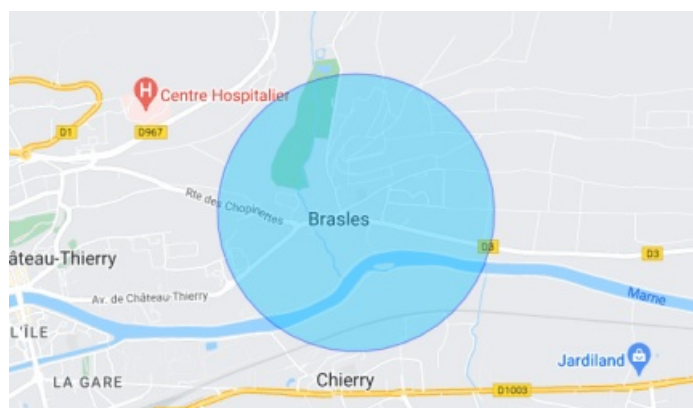 H
Centre Hospitalier
D1
D967
Rte des Chopinettes
Brasles
D3
D3
âteau-Thierry
Av. de Château-Thierry
Marne
L'ÎLE
Jardiland
LA GARE
Chierry
D1003